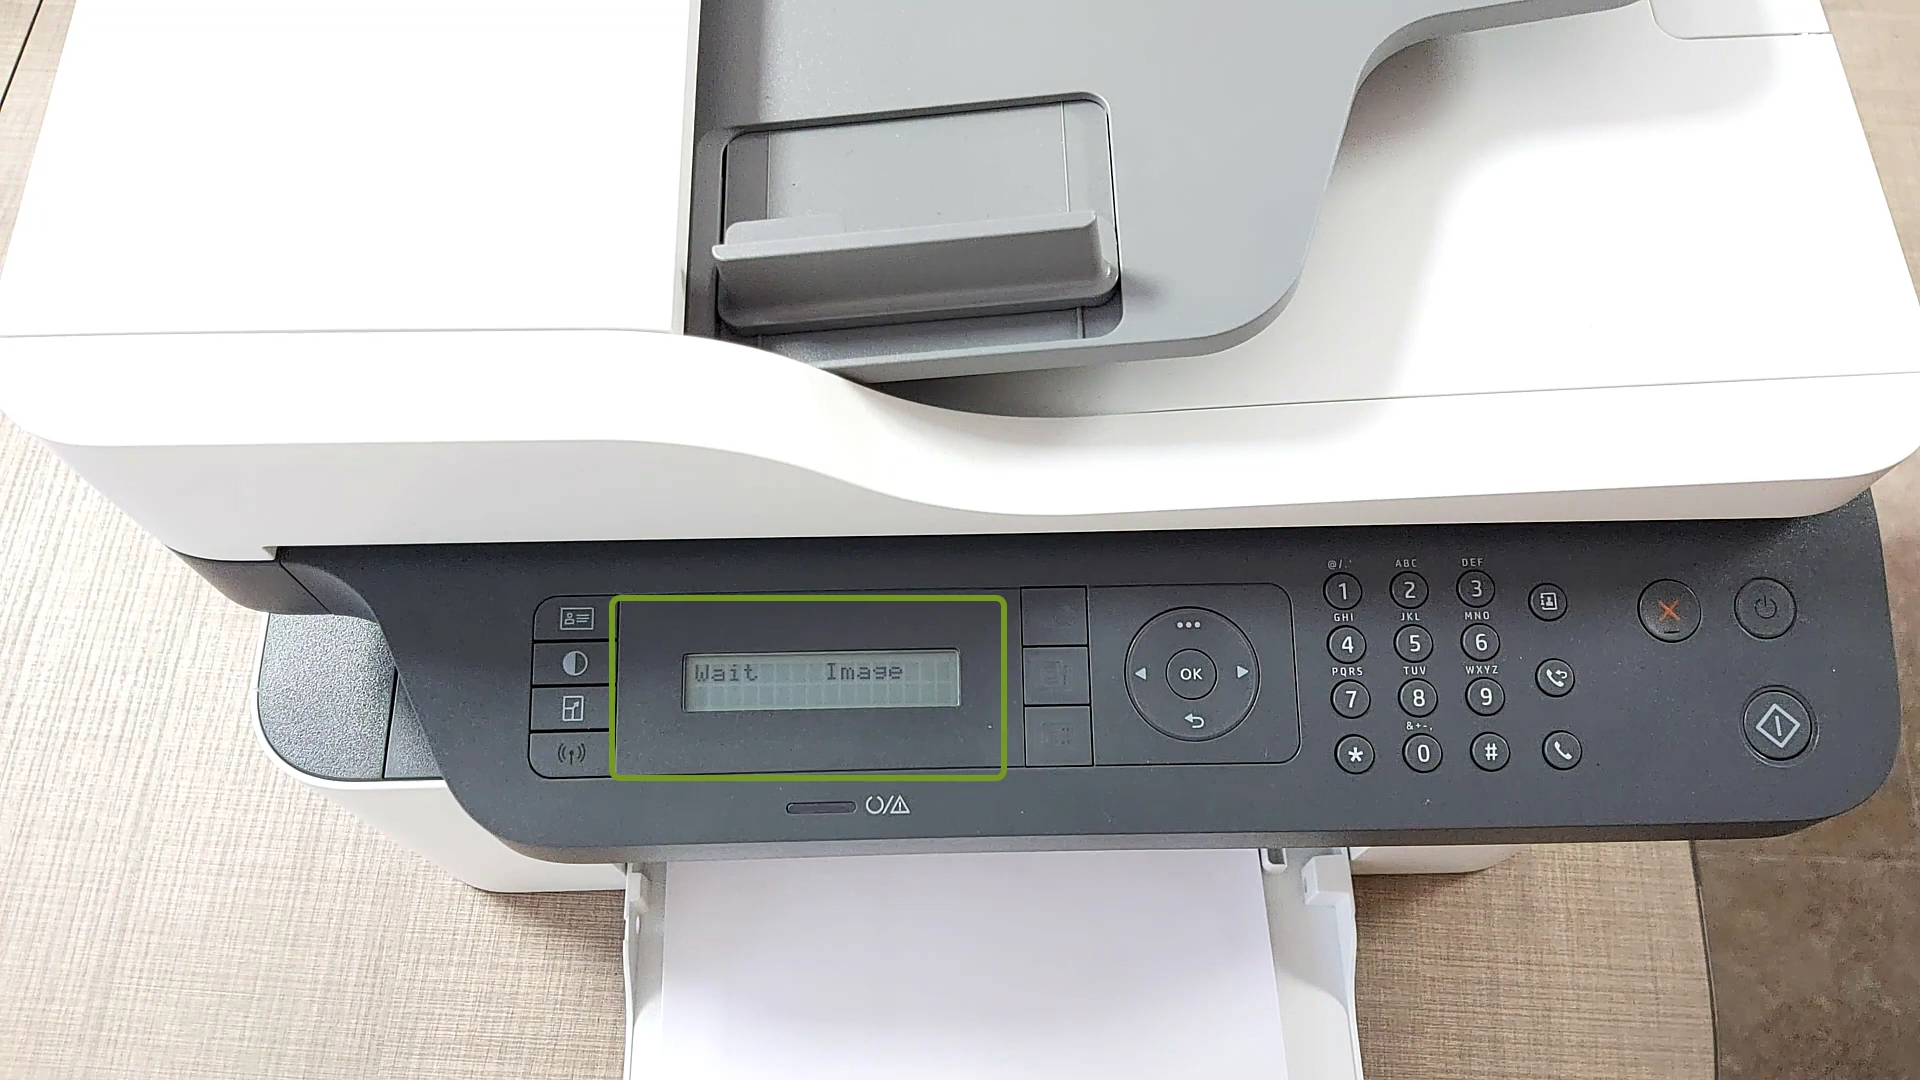 Wait Image
OK
@/.' ABC DEF
1 2 3
GHI JKL MNO
4 5 6
PQRS TUV WXYZ
7 8 9
&+-,
* 0 #